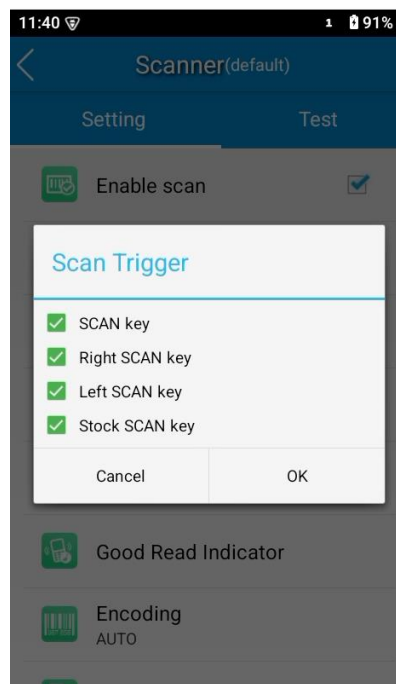 11:40 1 91%
Scanner(default)
Setting Test
Enable scan
Scan Trigger
SCAN key
Right SCAN key
Left SCAN key
Stock SCAN key
Cancel OK
Good Read Indicator
Encoding
AUTO